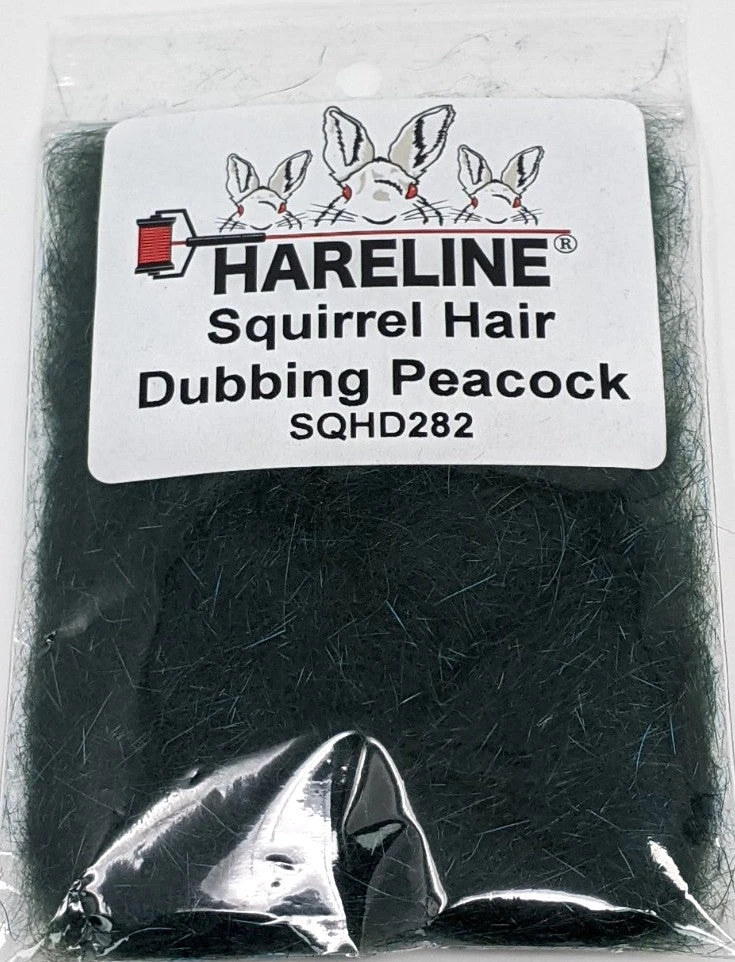 HARELINE®
Squirrel Hair
Dubbing Peacock
SQHD282